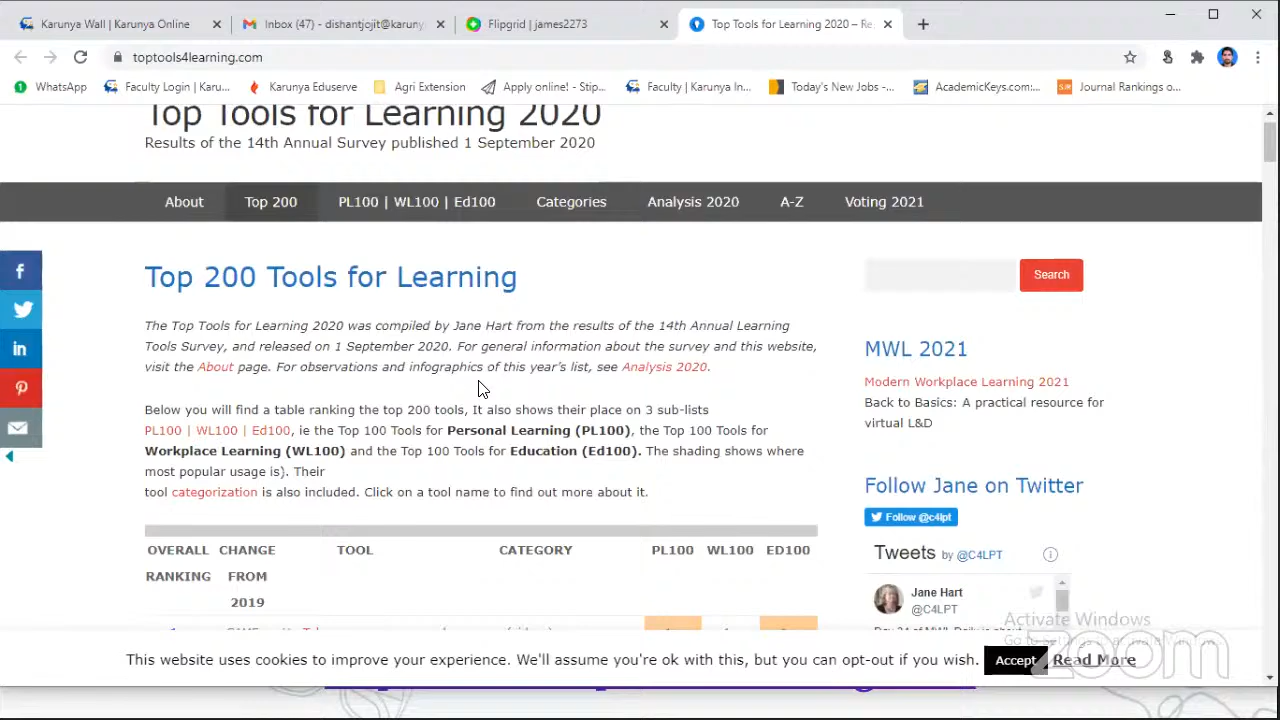 Karunya Wall | Karunya Online
Inbox (47) - dishantjojit@karuny
Flipgrid | james2273
Top Tools for Learning 2020 – Re
toptools4learning.com
WhatsApp
Faculty Login | Karu...
Karunya Eduserve
Agri Extension
Apply online! - Stip...
Faculty | Karunya In...
Today's New Jobs -...
AcademicKeys.com:...
Journal Rankings o...
Top Tools for Learning 2020
Results of the 14th Annual Survey published 1 September 2020
About
Top 200
PL100 | WL100 | Ed100
Categories
Analysis 2020
A-Z
Voting 2021
Top 200 Tools for Learning
The Top Tools for Learning 2020 was compiled by Jane Hart from the results of the 14th Annual Learning
Tools Survey, and released on 1 September 2020. For general information about the survey and this website,
visit the About page. For observations and infographics of this year's list, see Analysis 2020.
Below you will find a table ranking the top 200 tools, It also shows their place on 3 sub-lists
PL100 | WL100 | Ed100, ie the Top 100 Tools for Personal Learning (PL100), the Top 100 Tools for
Workplace Learning (WL100) and the Top 100 Tools for Education (Ed100). The shading shows where
most popular usage is). Their
tool categorization is also included. Click on a tool name to find out more about it.
OVERALL RANKING
CHANGE FROM 2019
TOOL
CATEGORY
PL100
WL100
ED100
Search
MWL 2021
Modern Workplace Learning 2021
Back to Basics: A practical resource for
virtual L&D
Follow Jane on Twitter
Follow @c4lpt
Tweets by @C4LPT
Jane Hart
@C4LPT
Activate Windows
zoom
This website uses cookies to improve your experience. We'll assume you're ok with this, but you can opt-out if you wish.
Accept
Read More